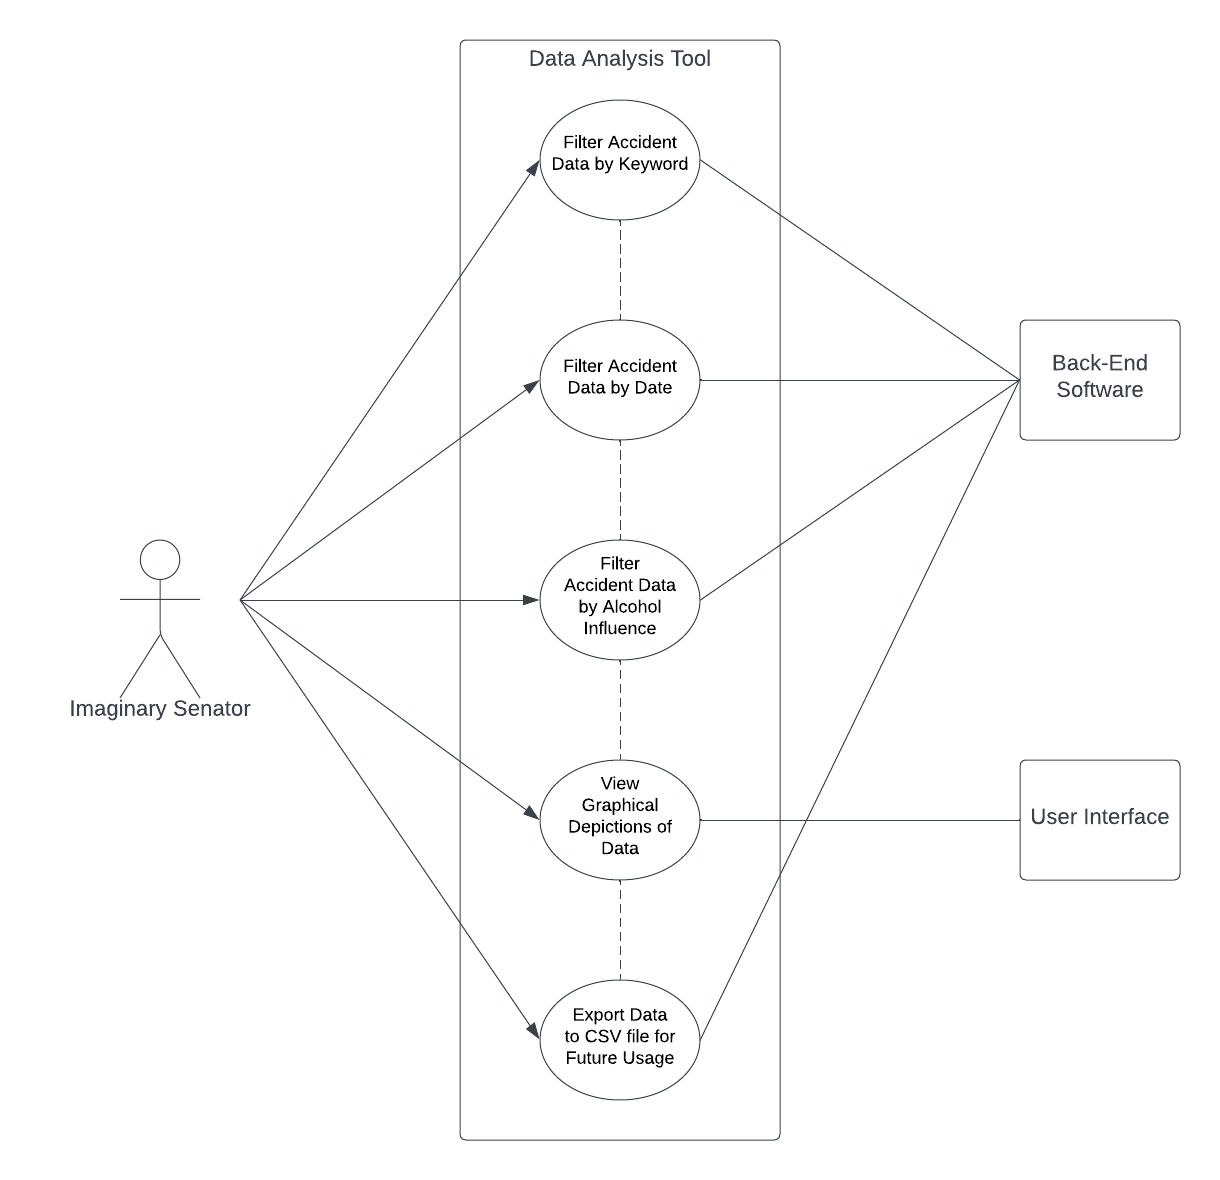 Data Analysis Tool
Filter Accident
Data by Keyword
Filter Accident
Data by Date
Back-End
Software
Filter
Accident Data
by Alcohol
Influence
Imaginary Senator
View
Graphical
Depictions of
Data
User Interface
Export Data
to CSV file for
Future Usage